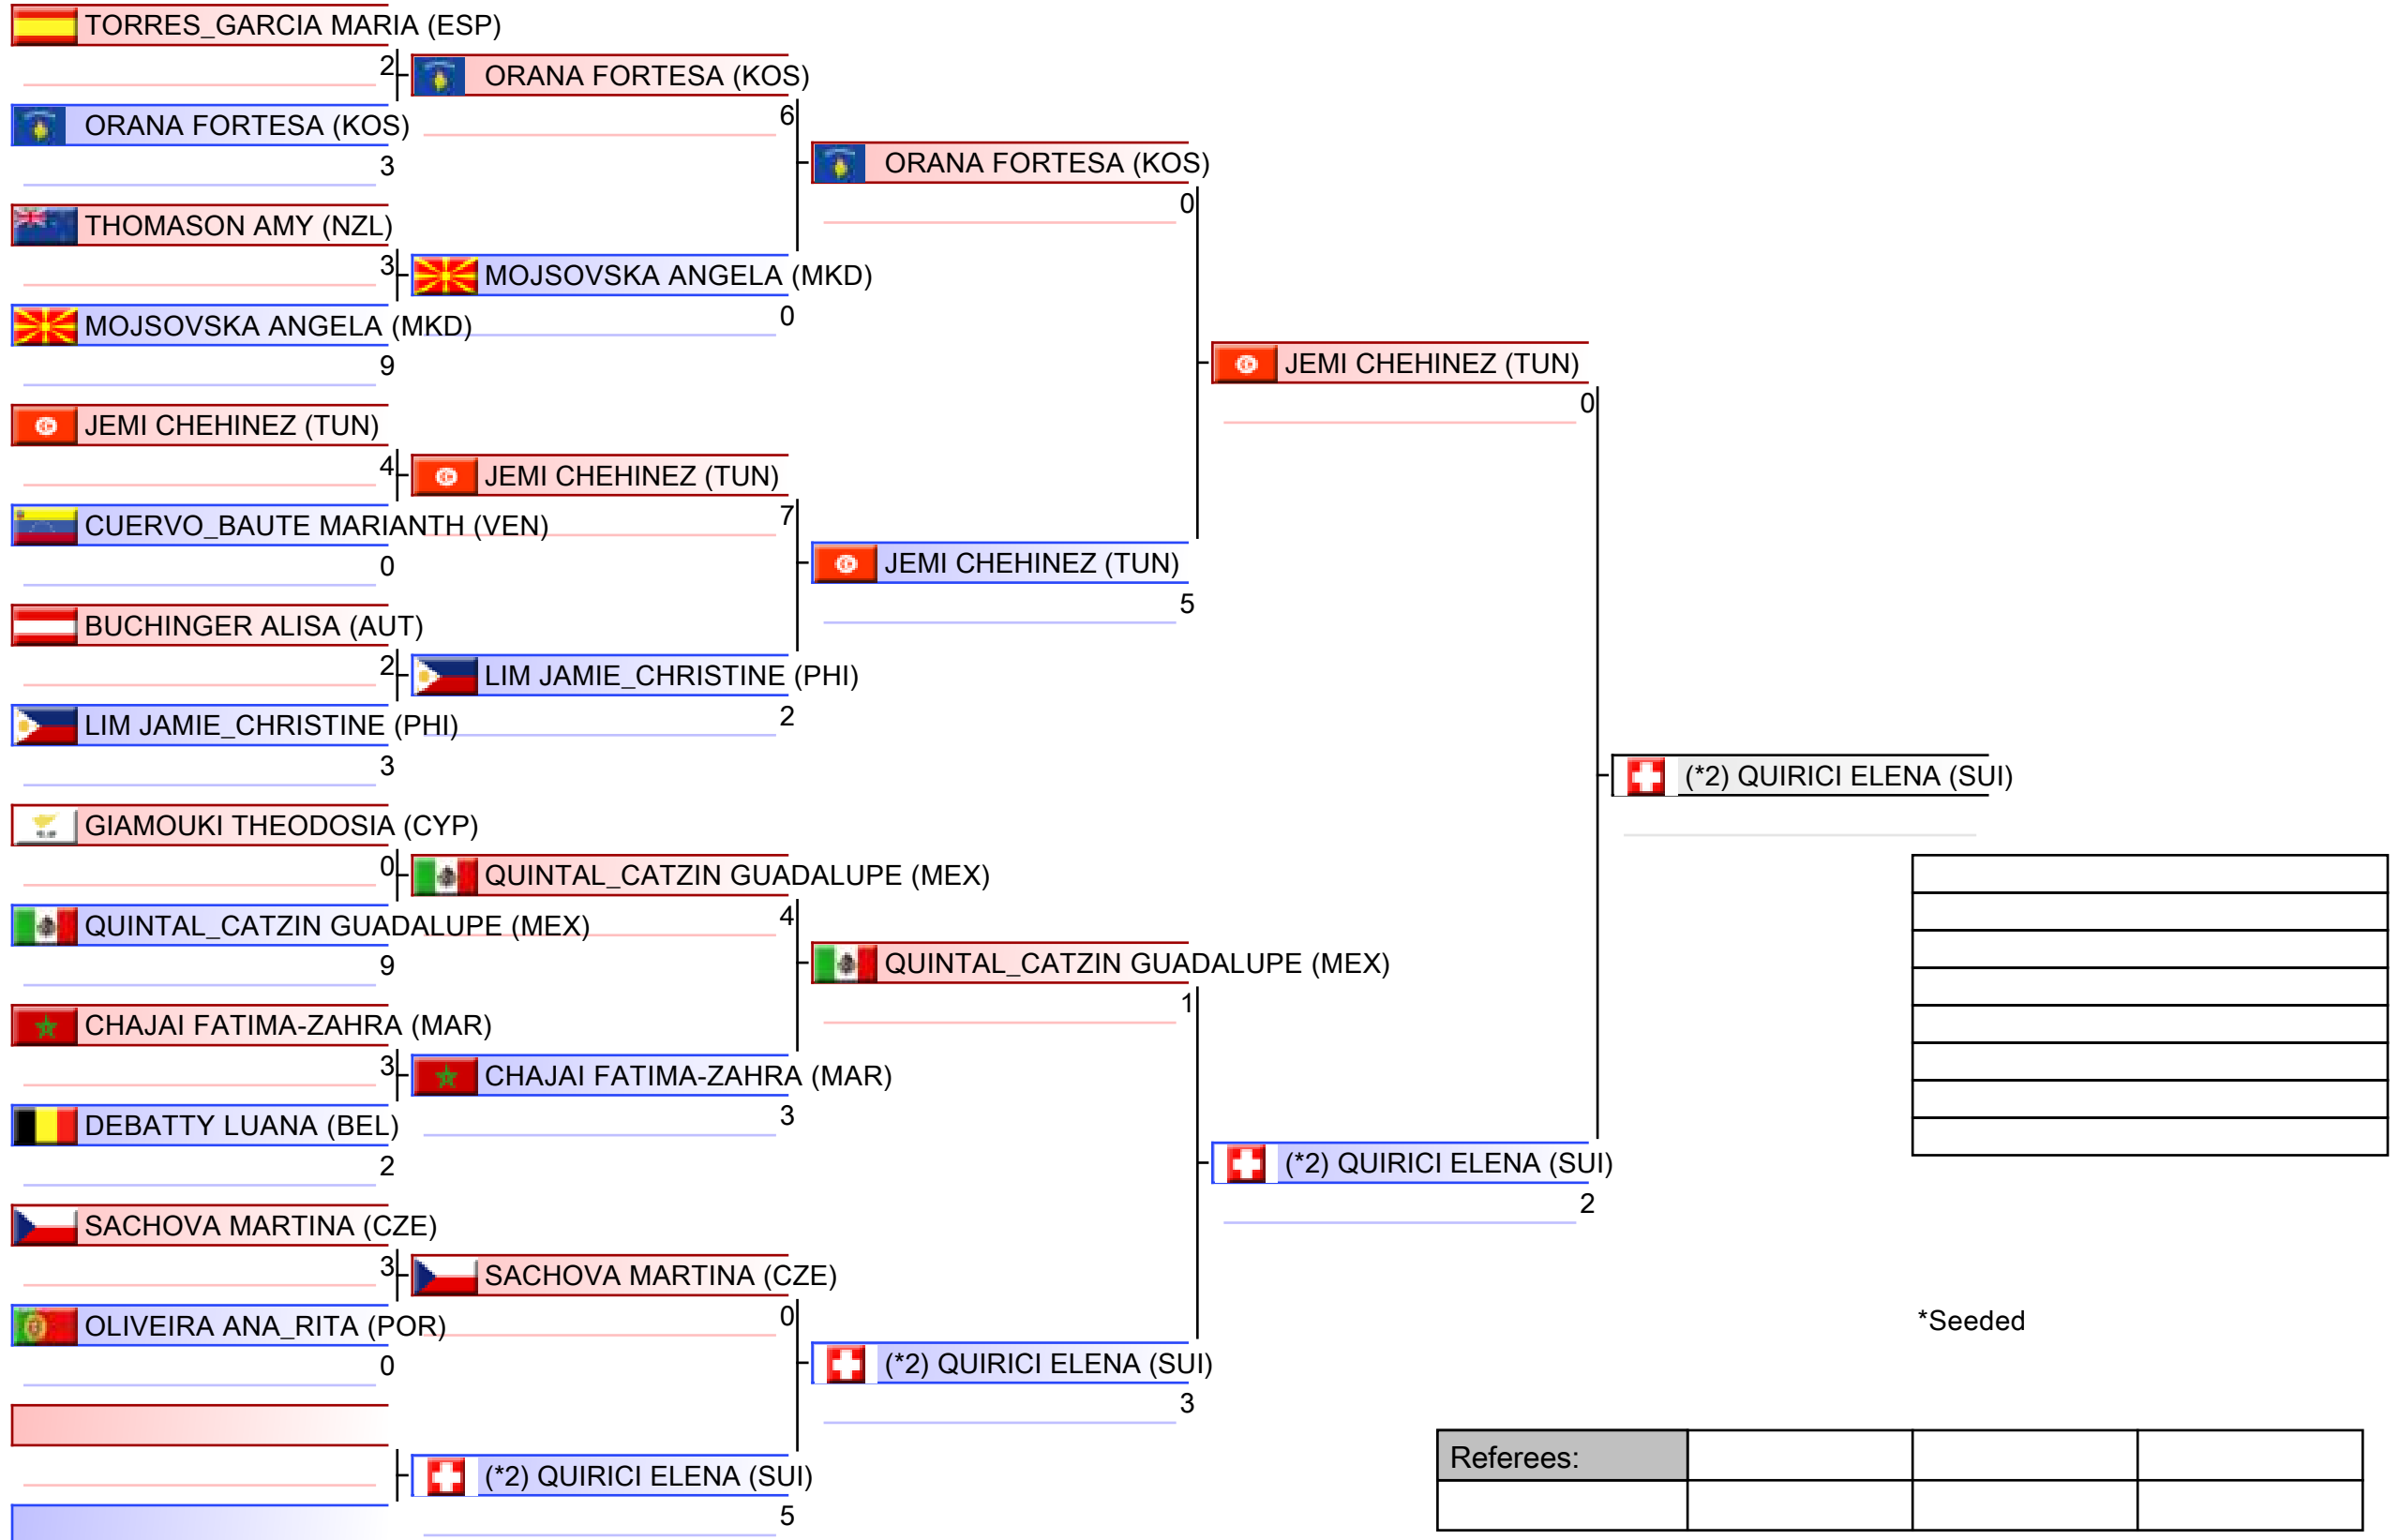 TORRES_GARCIA MARIA (ESP)
2
ORANA FORTESA (KOS)
3
THOMASON AMY (NZL)
3
MOJSOVSKA ANGELA (MKD)
9
JEMI CHEHINEZ (TUN)
4
CUERVO_BAUTE MARIANTH (VEN)
0
BUCHINGER ALISA (AUT)
2
LIM JAMIE_CHRISTINE (PHI)
3
GIAMOUKI THEODOSIA (CYP)
0
QUINTAL_CATZIN GUADALUPE (MEX)
9
CHAJAI FATIMA-ZAHRA (MAR)
3
DEBATTY LUANA (BEL)
2
SACHOVA MARTINA (CZE)
3
OLIVEIRA ANA_RITA (POR)
0
ORANA FORTESA (KOS)
6
MOJSOVSKA ANGELA (MKD)
0
JEMI CHEHINEZ (TUN)
7
LIM JAMIE_CHRISTINE (PHI)
2
QUINTAL_CATZIN GUADALUPE (MEX)
4
CHAJAI FATIMA-ZAHRA (MAR)
3
SACHOVA MARTINA (CZE)
0
(*2) QUIRICI ELENA (SUI)
5
ORANA FORTESA (KOS)
0
JEMI CHEHINEZ (TUN)
5
QUINTAL_CATZIN GUADALUPE (MEX)
1
(*2) QUIRICI ELENA (SUI)
3
JEMI CHEHINEZ (TUN)
0
(*2) QUIRICI ELENA (SUI)
2
(*2) QUIRICI ELENA (SUI)
*Seeded
Referees: